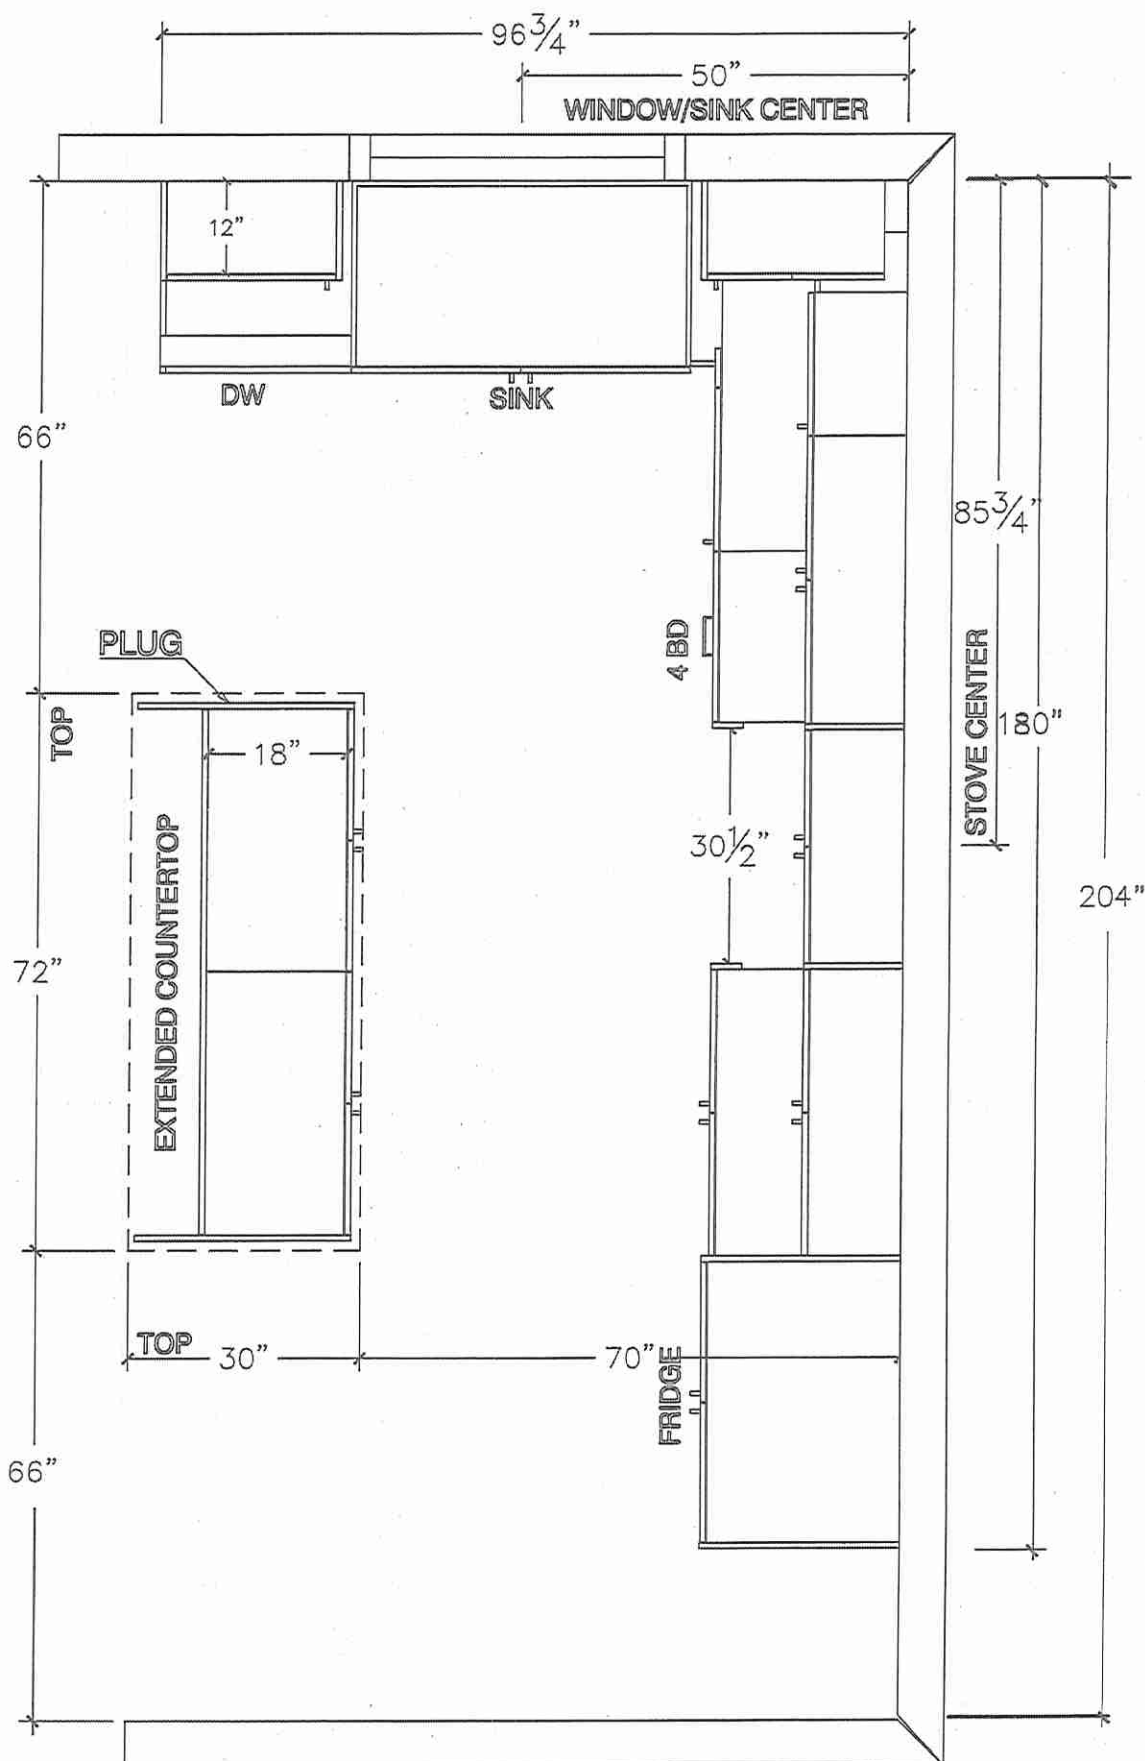 96 3/4"
50"
WINDOW/SINK CENTER
12"
DW
SINK
66"
85 3/4"
PLUG
4 BD
STOVE CENTER
180"
TOP
18"
30 1/2"
204"
EXTENDED COUNTERTOP
72"
TOP
30"
70"
FRIDGE
66"